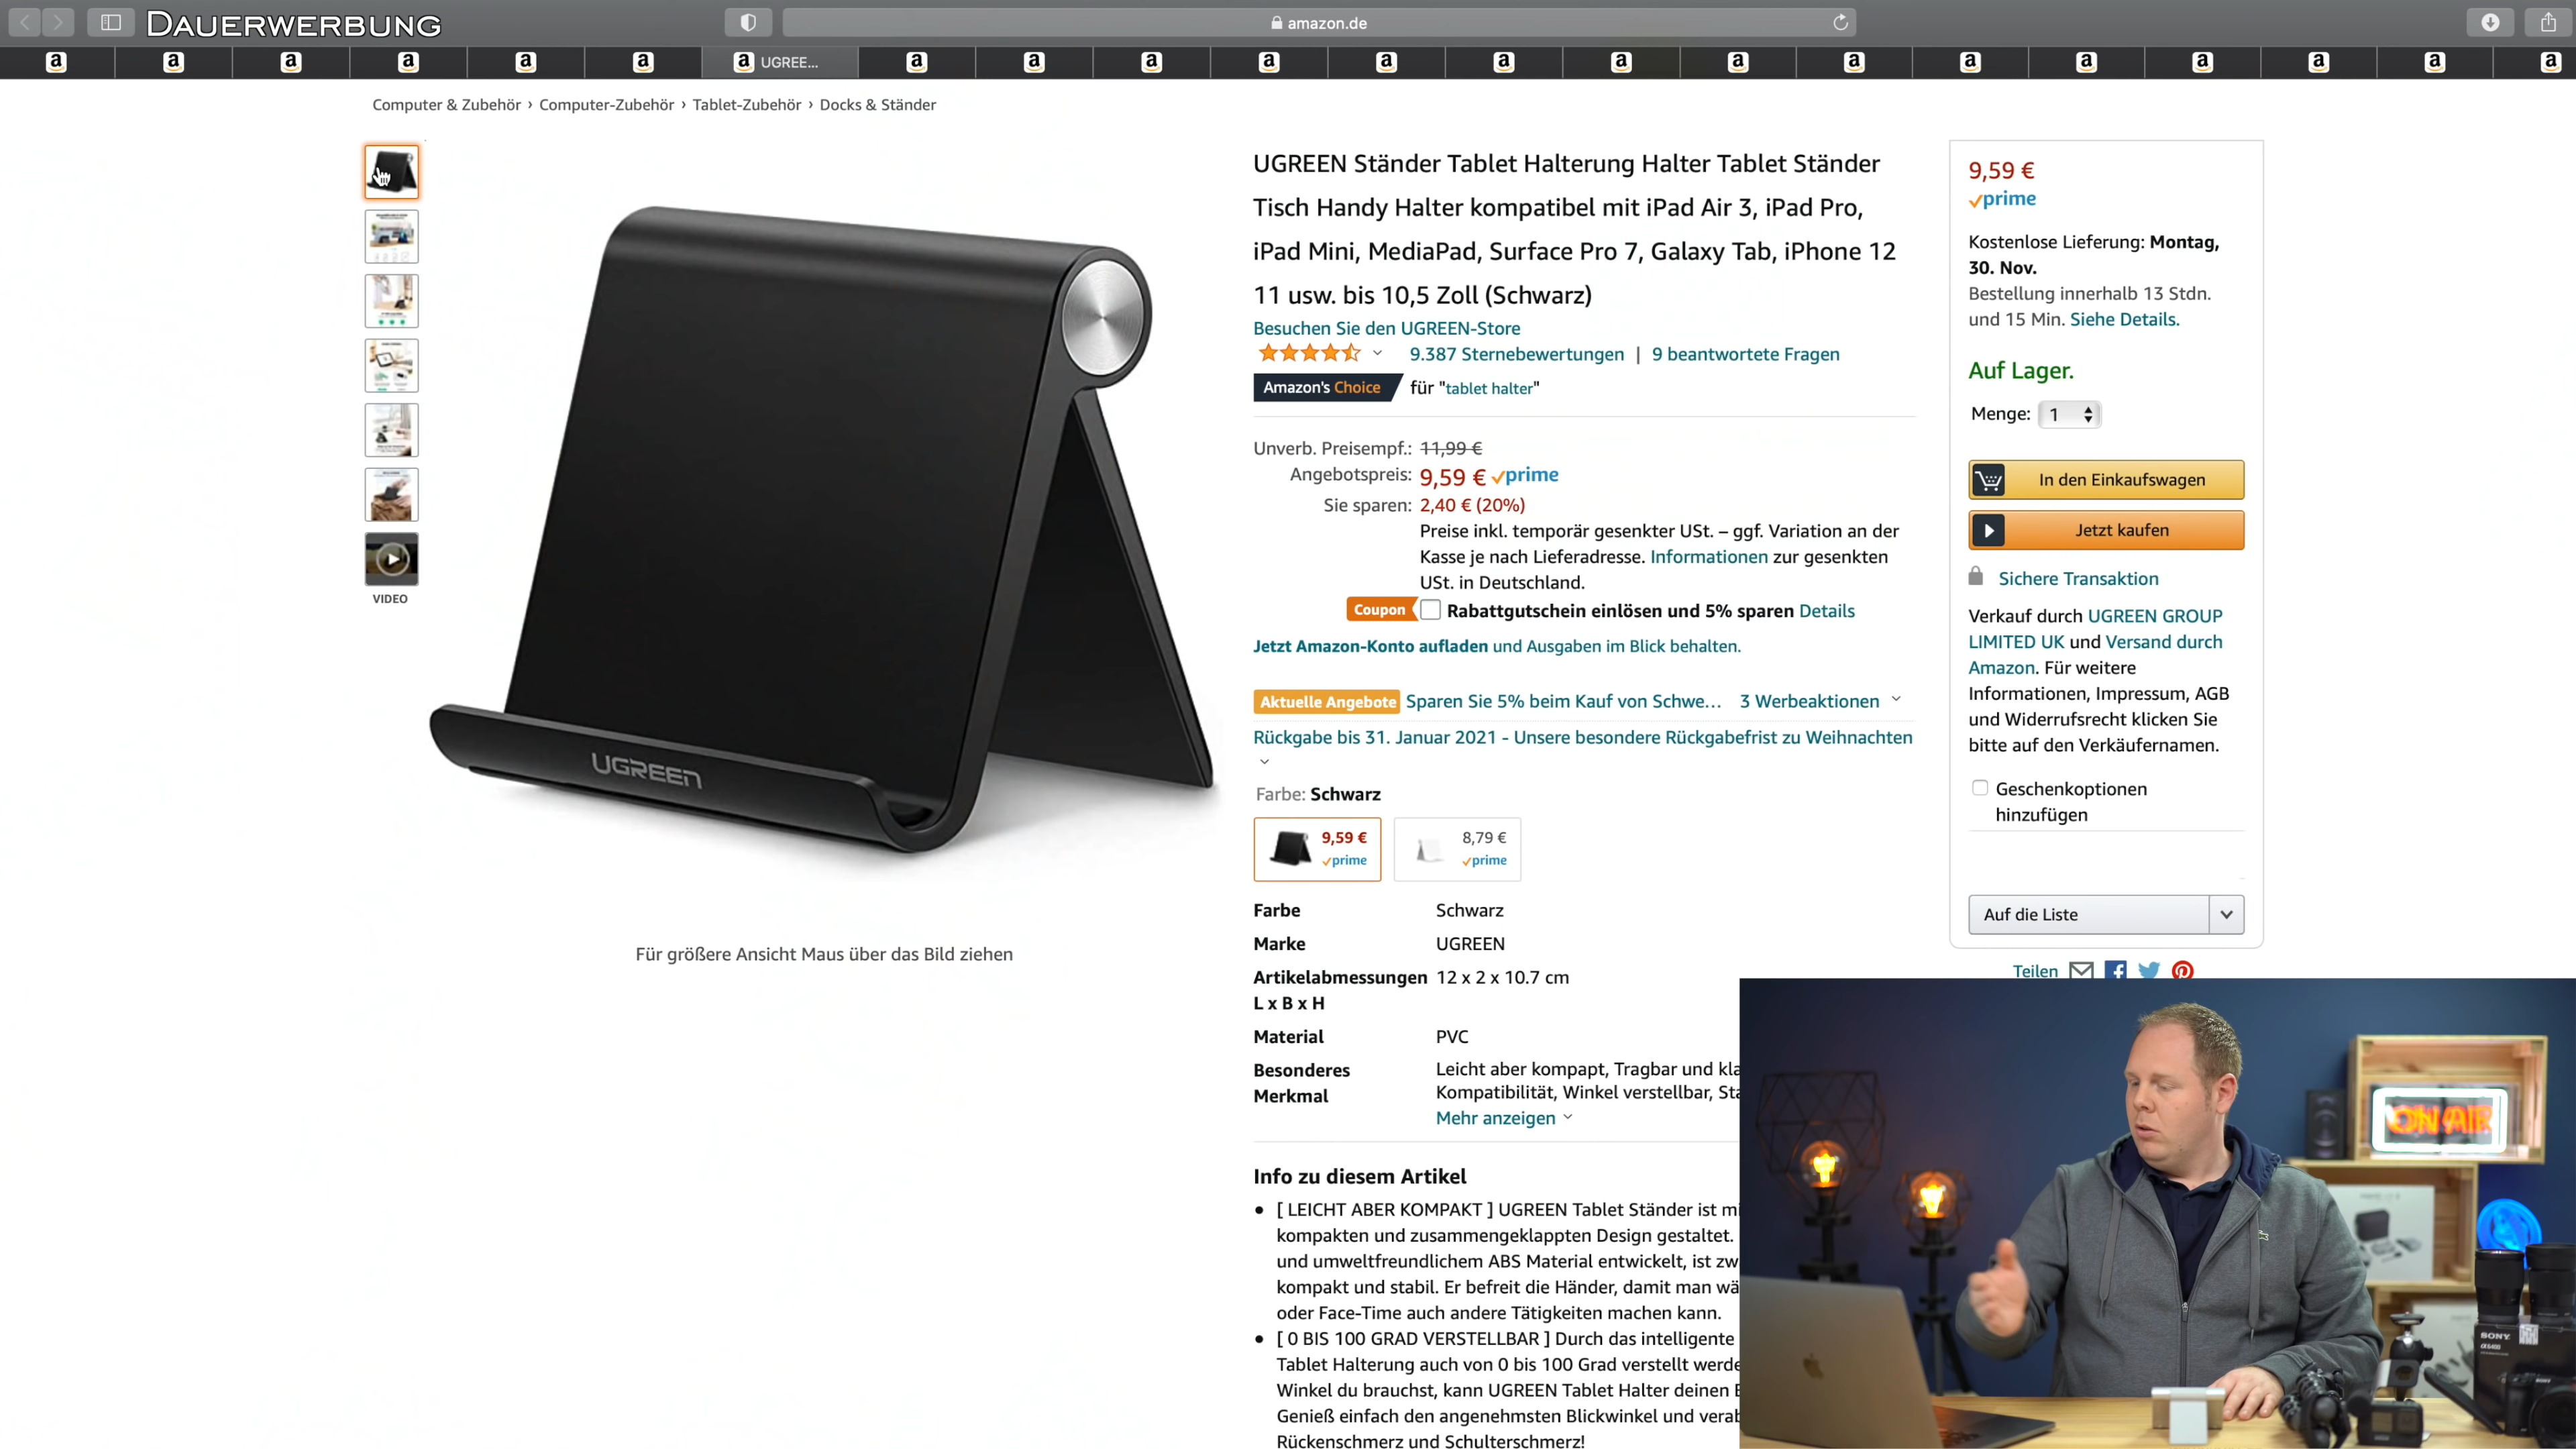 DAUERWERBUNG
amazon.de
UGREE...
Computer & Zubehör › Computer-Zubehör › Tablet-Zubehör › Docks & Ständer
VIDEO
UGREEN
Für größere Ansicht Maus über das Bild ziehen
UGREEN Ständer Tablet Halterung Halter Tablet Ständer
Tisch Handy Halter kompatibel mit iPad Air 3, iPad Pro,
iPad Mini, MediaPad, Surface Pro 7, Galaxy Tab, iPhone 12
11 usw. bis 10,5 Zoll (Schwarz)
Besuchen Sie den UGREEN-Store
9.387 Sternebewertungen | 9 beantwortete Fragen
Amazon's Choice für "tablet halter"
Unverb. Preisempf.: 11,99 €
Angebotspreis: 9,59 € prime
Sie sparen: 2,40 € (20%)
Preise inkl. temporär gesenkter USt. – ggf. Variation an der
Kasse je nach Lieferadresse. Informationen zur gesenkten
USt. in Deutschland.
Coupon Rabattgutschein einlösen und 5% sparen Details
Jetzt Amazon-Konto aufladen und Ausgaben im Blick behalten.
Aktuelle Angebote Sparen Sie 5% beim Kauf von Schwe... 3 Werbeaktionen
Rückgabe bis 31. Januar 2021 - Unsere besondere Rückgabefrist zu Weihnachten
Farbe: Schwarz
9,59 € 8,79 €
prime prime
Farbe Schwarz
Marke UGREEN
Artikelabmessungen 12 x 2 x 10.7 cm
L x B x H
Material PVC
Besonderes Leicht aber kompapt, Tragbar und kla
Merkmal Kompatibilität, Winkel verstellbar, Sta
Mehr anzeigen
Info zu diesem Artikel
• [ LEICHT ABER KOMPAKT ] UGREEN Tablet Ständer ist mi
kompakten und zusammengeklappten Design gestaltet.
und umweltfreundlichem ABS Material entwickelt, ist zw
kompakt und stabil. Er befreit die Händer, damit man wä
oder Face-Time auch andere Tätigkeiten machen kann.
• [ 0 BIS 100 GRAD VERSTELLBAR ] Durch das intelligente
Tablet Halterung auch von 0 bis 100 Grad verstellt werde
Winkel du brauchst, kann UGREEN Tablet Halter deinen
Genieß einfach den angenehmsten Blickwinkel und vera
Rückenschmerz und Schulterschmerz!
9,59 €
prime
Kostenlose Lieferung: Montag,
30. Nov.
Bestellung innerhalb 13 Stdn.
und 15 Min. Siehe Details.
Auf Lager.
Menge: 1
In den Einkaufswagen
Jetzt kaufen
Sichere Transaktion
Verkauf durch UGREEN GROUP
LIMITED UK und Versand durch
Amazon. Für weitere
Informationen, Impressum, AGB
und Widerrufsrecht klicken Sie
bitte auf den Verkäufernamen.
Geschenkoptionen
hinzufügen
Auf die Liste
Teilen
ON AIR
SONY